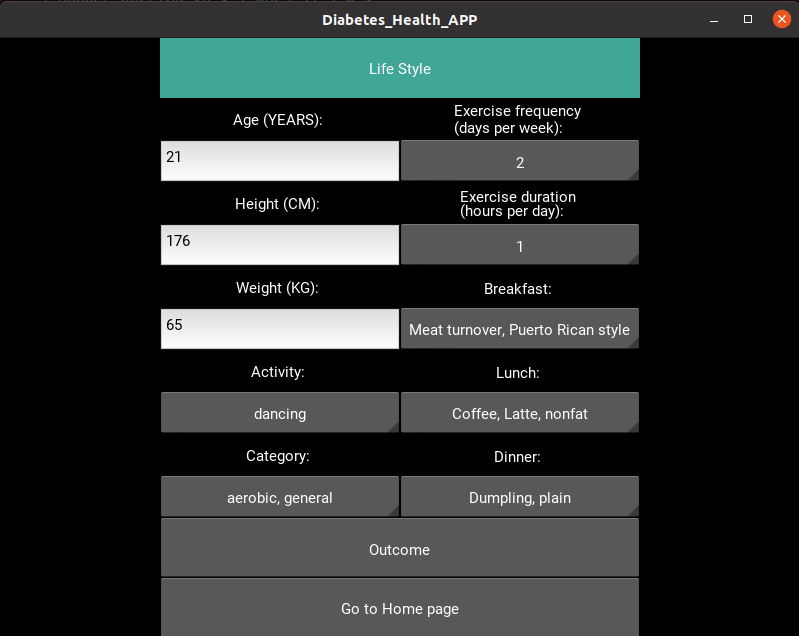 Diabetes_Health_APP
Life Style
Age (YEARS):
Exercise frequency
(days per week):
21
2
Height (CM):
Exercise duration
(hours per day):
176
1
Weight (KG):
Breakfast:
65
Meat turnover, Puerto Rican style
Activity:
Lunch:
dancing
Coffee, Latte, nonfat
Category:
Dinner:
aerobic, general
Dumpling, plain
Outcome
Go to Home page